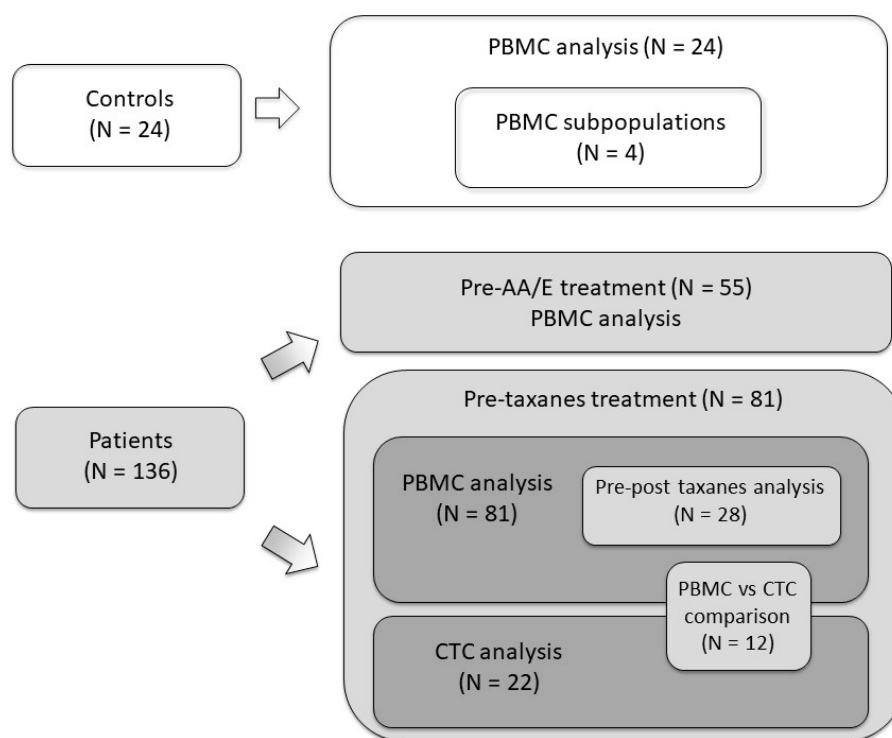 Controls
(N = 24)
PBMC analysis (N = 24)
PBMC subpopulations
(N = 4)
Patients
(N = 136)
Pre-AA/E treatment (N = 55)
PBMC analysis
Pre-taxanes treatment (N = 81)
PBMC analysis
(N = 81)
Pre-post taxanes analysis
(N = 28)
PBMC vs CTC
comparison
(N = 12)
CTC analysis
(N = 22)